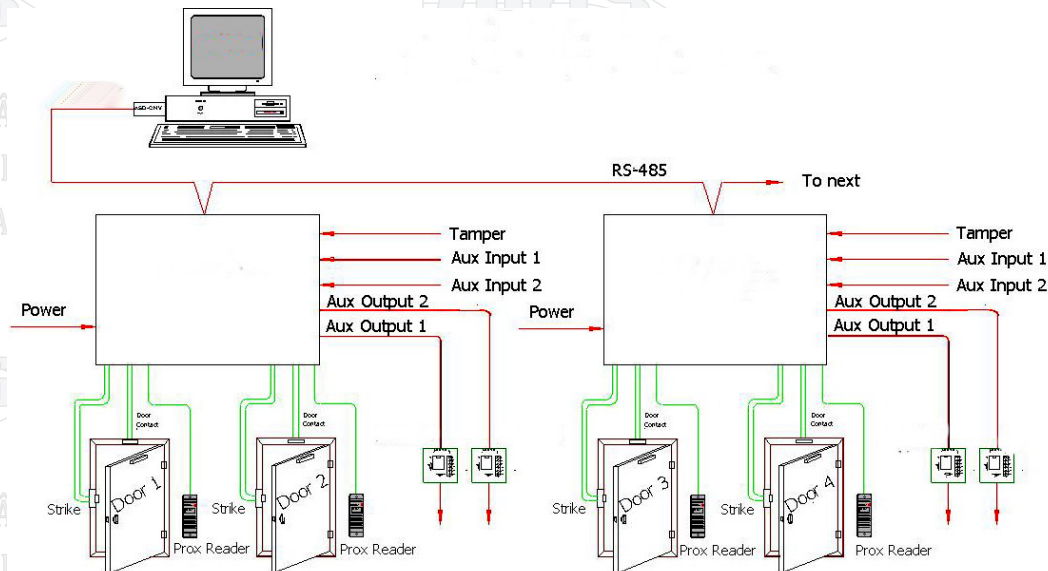 ASD-CNV
RS-485
To next
Tamper
Aux Input 1
Aux Input 2
Aux Output 2
Aux Output 1
Power
Tamper
Aux Input 1
Aux Input 2
Aux Output 2
Aux Output 1
Power
Door
Contact
Door
Contact
Door
Contact
Door
Contact
Door 1
Door 2
Door 3
Door 4
Strike
Strike
Strike
Strike
Prox Reader
Prox Reader
Prox Reader
Prox Reader